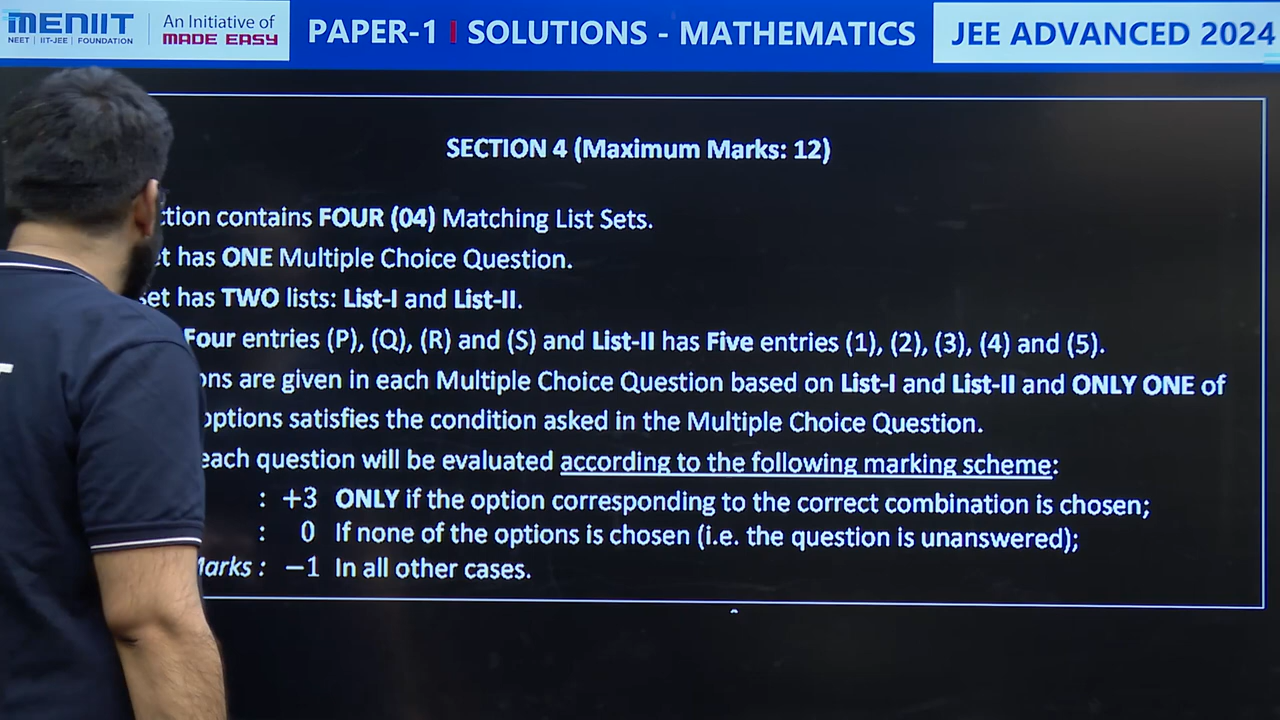 MENIIT
NEET | IIT-JEE | FOUNDATION
An Initiative of
MADE EASY
PAPER-1 | SOLUTIONS - MATHEMATICS
JEE ADVANCED 2024
SECTION 4 (Maximum Marks: 12)
ction contains FOUR (04) Matching List Sets.
et has ONE Multiple Choice Question.
set has TWO lists: List-I and List-II.
Four entries (P), (Q), (R) and (S) and List-II has Five entries (1), (2), (3), (4) and (5).
ons are given in each Multiple Choice Question based on List-I and List-II and ONLY ONE of
options satisfies the condition asked in the Multiple Choice Question.
each question will be evaluated according to the following marking scheme:
: +3 ONLY if the option corresponding to the correct combination is chosen;
: 0 If none of the options is chosen (i.e. the question is unanswered);
Marks : −1 In all other cases.